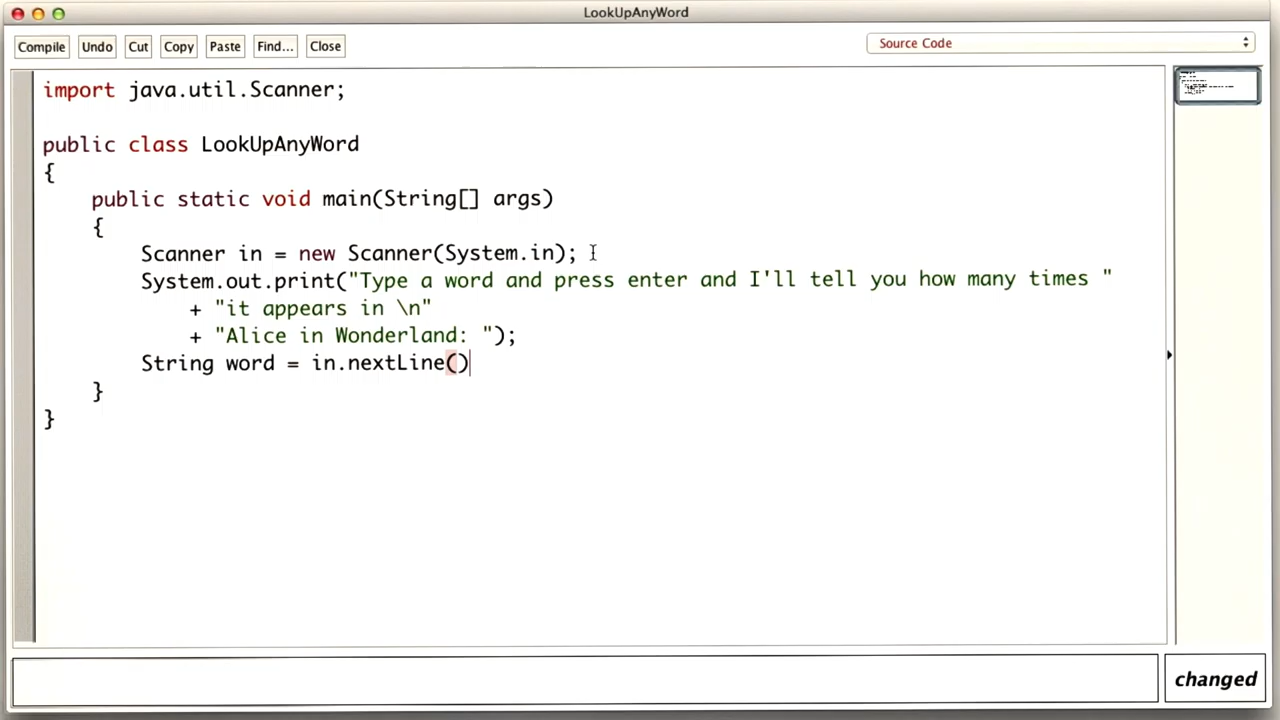 LookUpAnyWord
Compile Undo Cut Copy Paste Find... Close Source Code
import java.util.Scanner;
public class LookUpAnyWord
{
public static void main(String[] args)
{
Scanner in = new Scanner(System.in);
System.out.print("Type a word and press enter and I'll tell you how many times "
+ "it appears in \n"
+ "Alice in Wonderland: ");
String word = in.nextLine()
}
}
changed